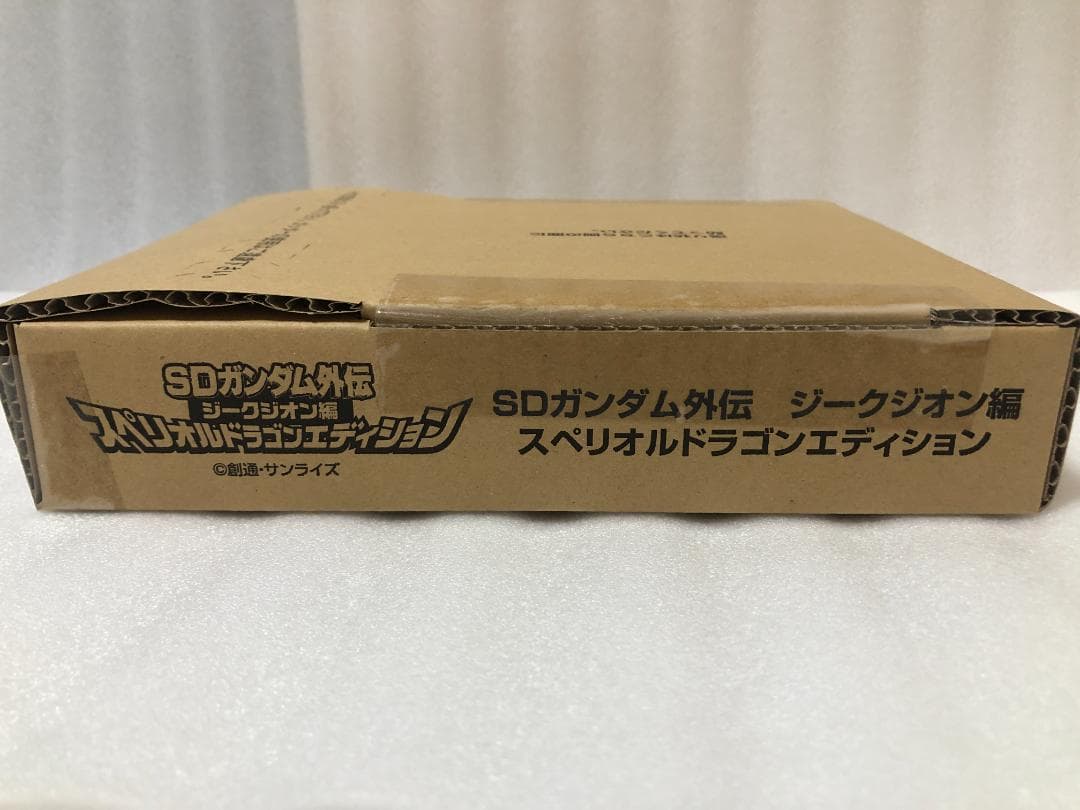 SDガンダム外伝
ジークジオン編
スペリオルドラゴンエディション
©創通・サンライズ
SDガンダム外伝 ジークジオン編
スペリオルドラゴンエディション